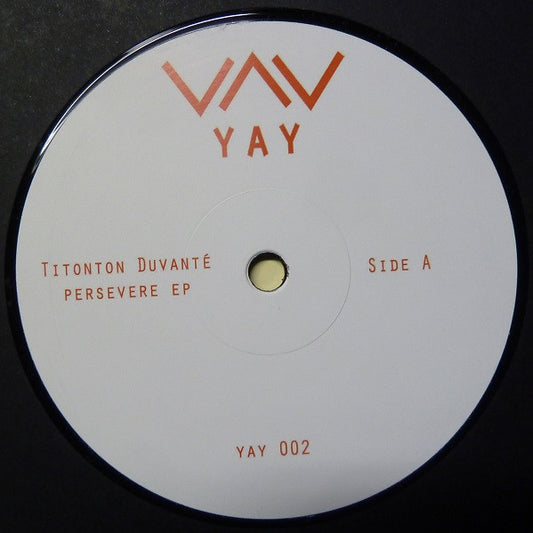 YAY
Titonton Duvanté
Persevere EP
Side A
YAY 002